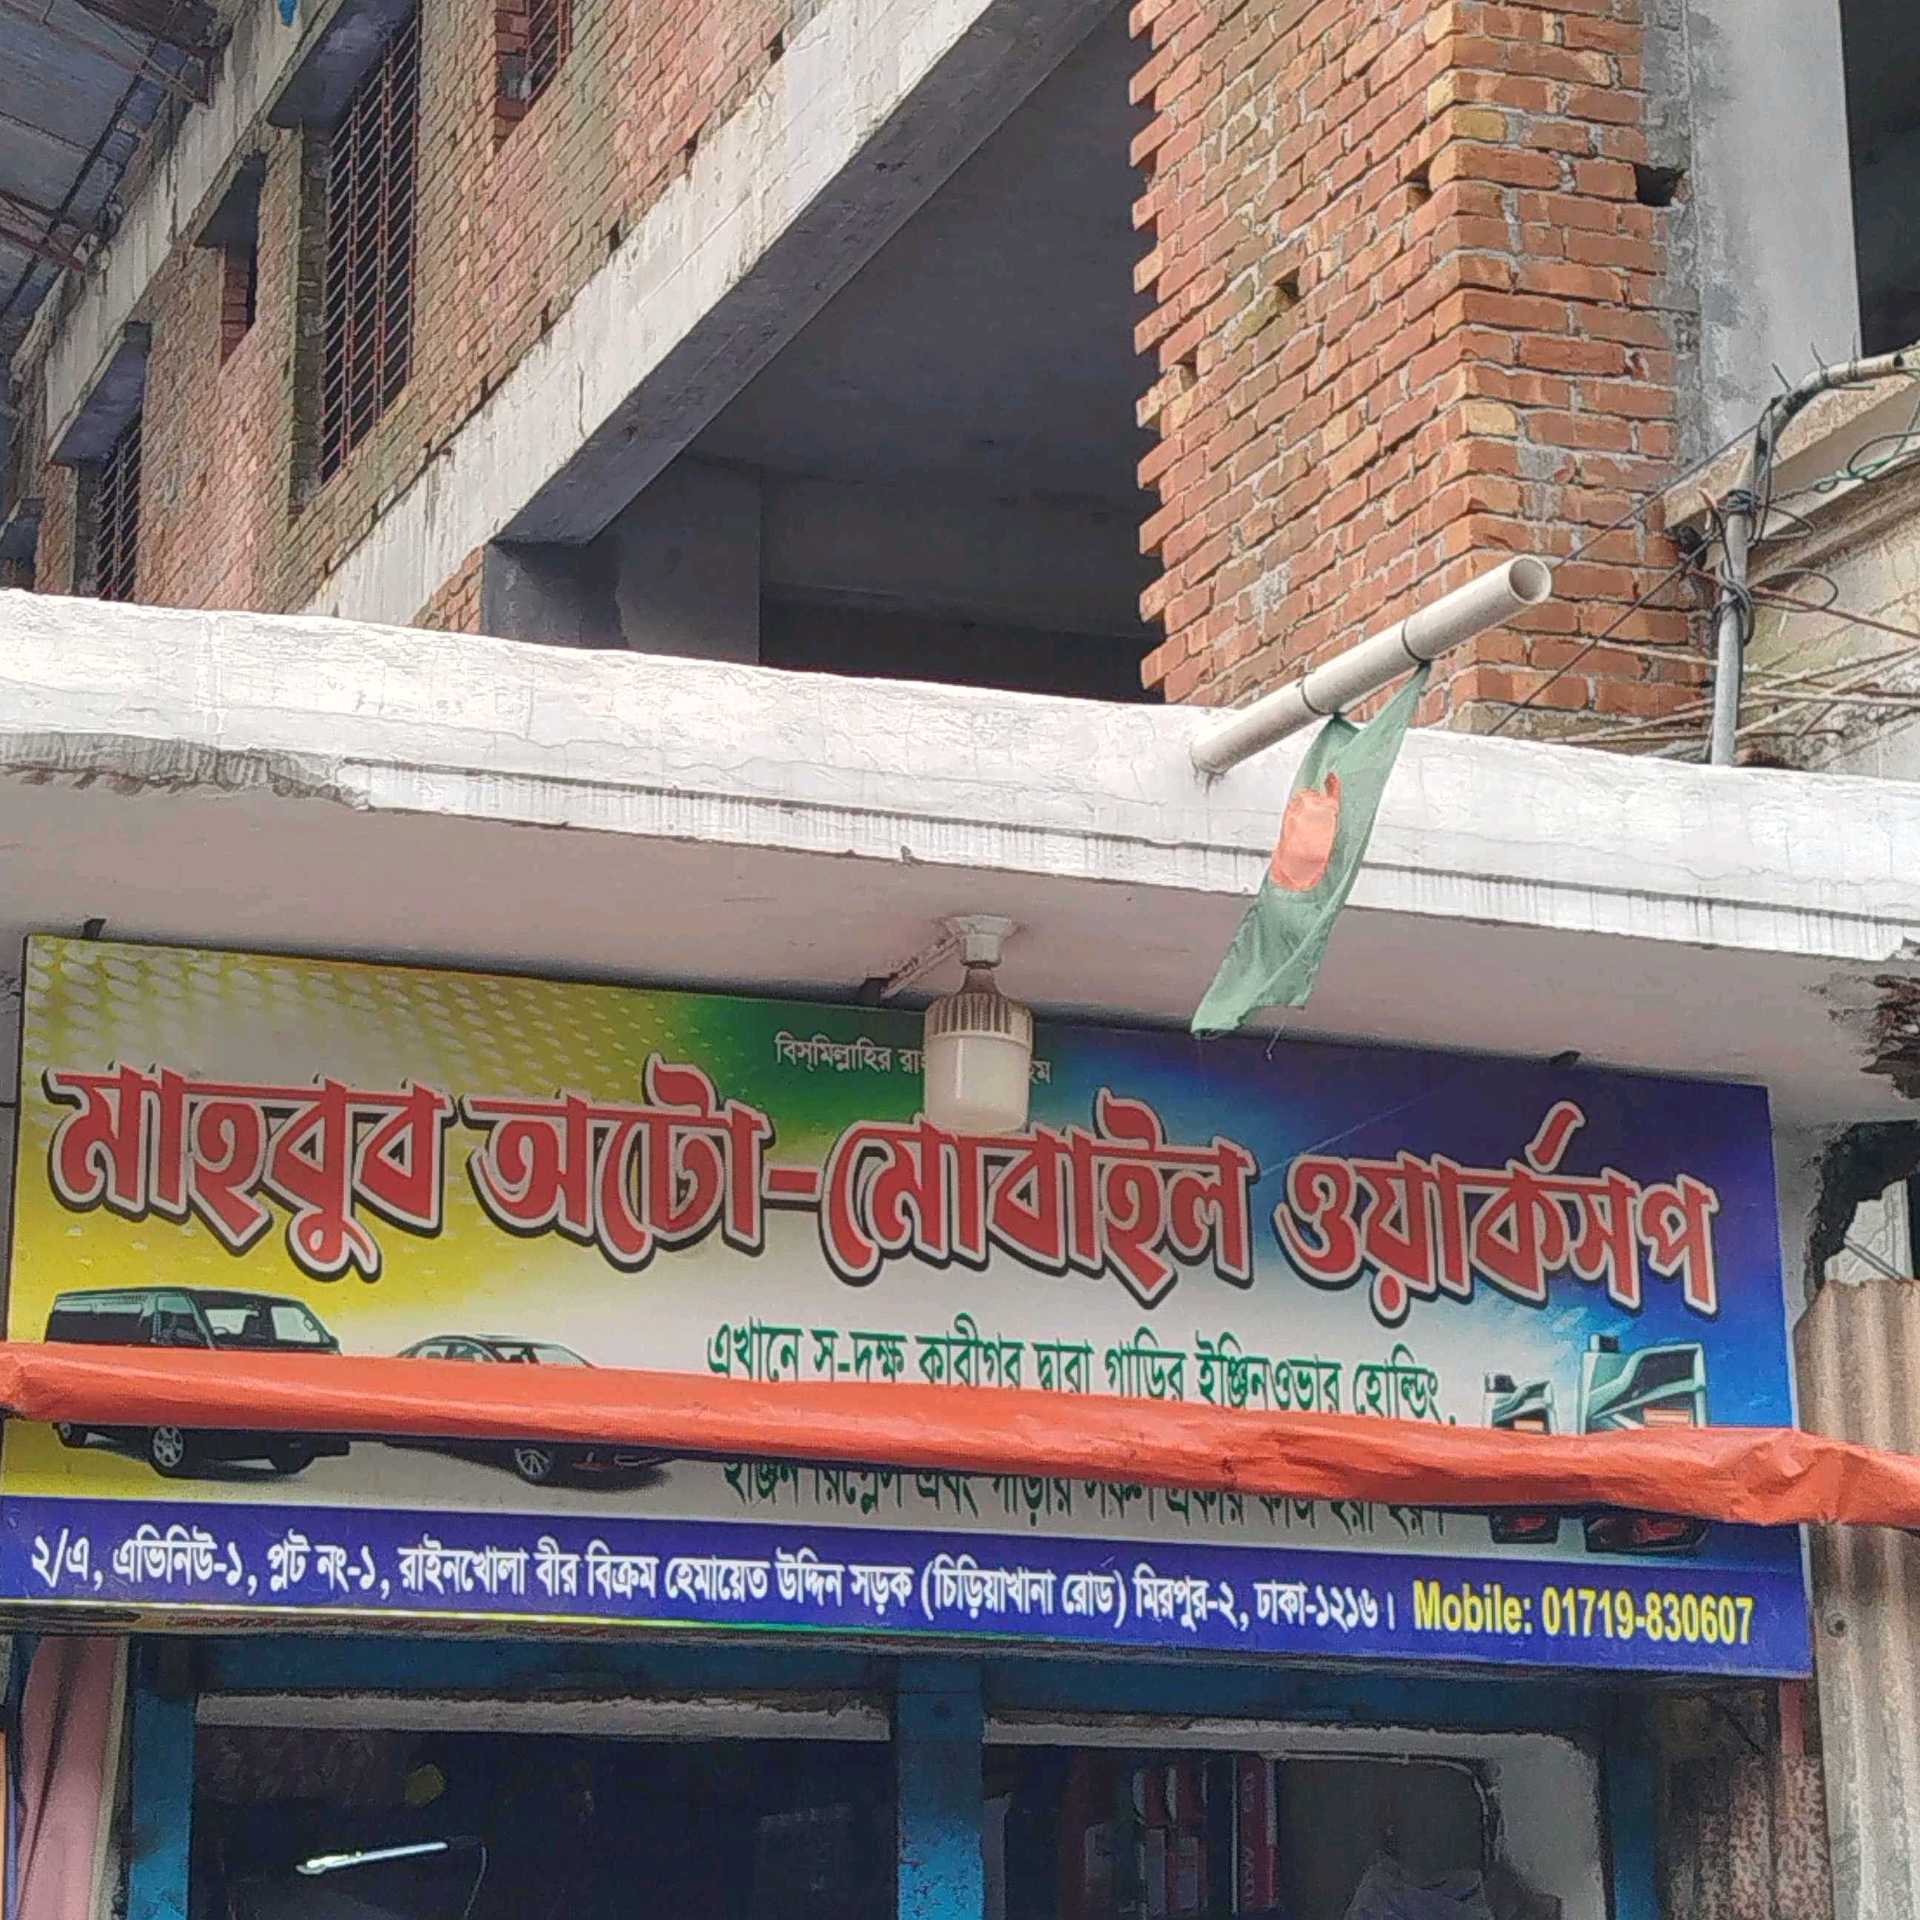 বিস্‌মিল্লাহির
মাহবুব অটো-মোবাইল ওয়ার্কসপ
এখানে স-দক্ষ কারীগর দ্বারা গাড়ির ইঞ্জিনওভার হোল্ডিং,
২/এ, এভিনিউ-১, প্লট নং-১, রাইনখোলা বীর বিক্রম হেমায়েত উদ্দিন সড়ক (চিড়িয়াখানা রোড) মিরপুর-২, ঢাকা-১২১৬। Mobile: 01719-830607